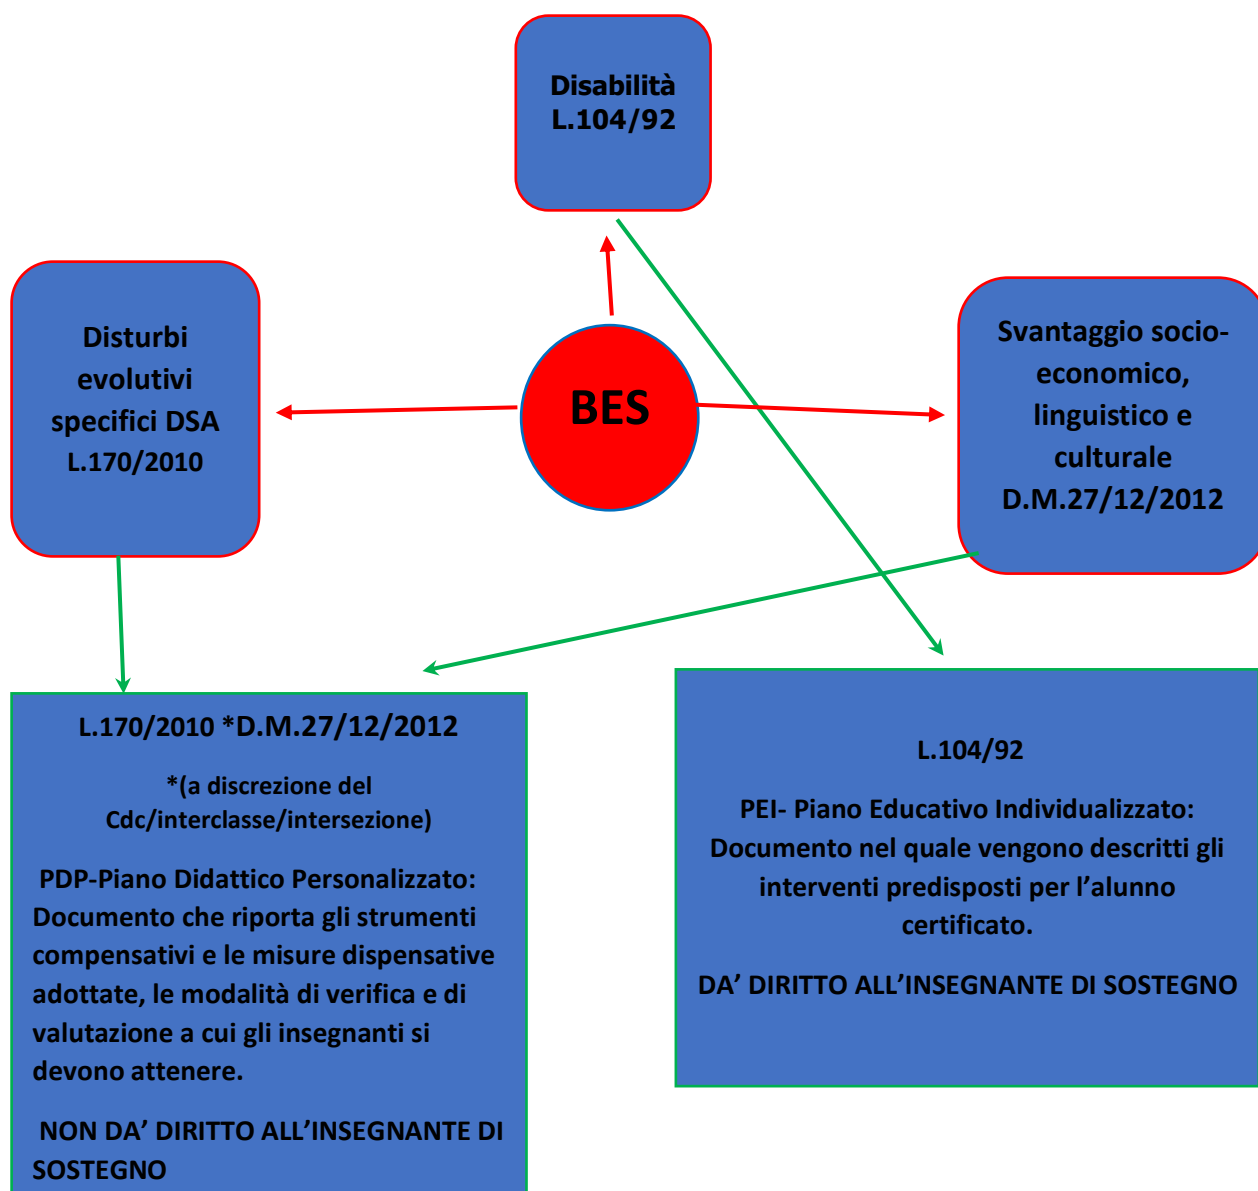 Disabilità
L.104/92
Disturbi
evolutivi
specifici DSA
L.170/2010
BES
Svantaggio socio-
economico,
linguistico e
culturale
D.M.27/12/2012
L.170/2010 *D.M.27/12/2012
*(a discrezione del
Cdc/interclasse/intersezione)
PDP-Piano Didattico Personalizzato:
Documento che riporta gli strumenti
compensativi e le misure dispensative
adottate, le modalità di verifica e di
valutazione a cui gli insegnanti si
devono attenere.
NON DA’ DIRITTO ALL’INSEGNANTE DI
SOSTEGNO
L.104/92
PEI- Piano Educativo Individualizzato:
Documento nel quale vengono descritti gli
interventi predisposti per l’alunno
certificato.
DA’ DIRITTO ALL’INSEGNANTE DI SOSTEGNO